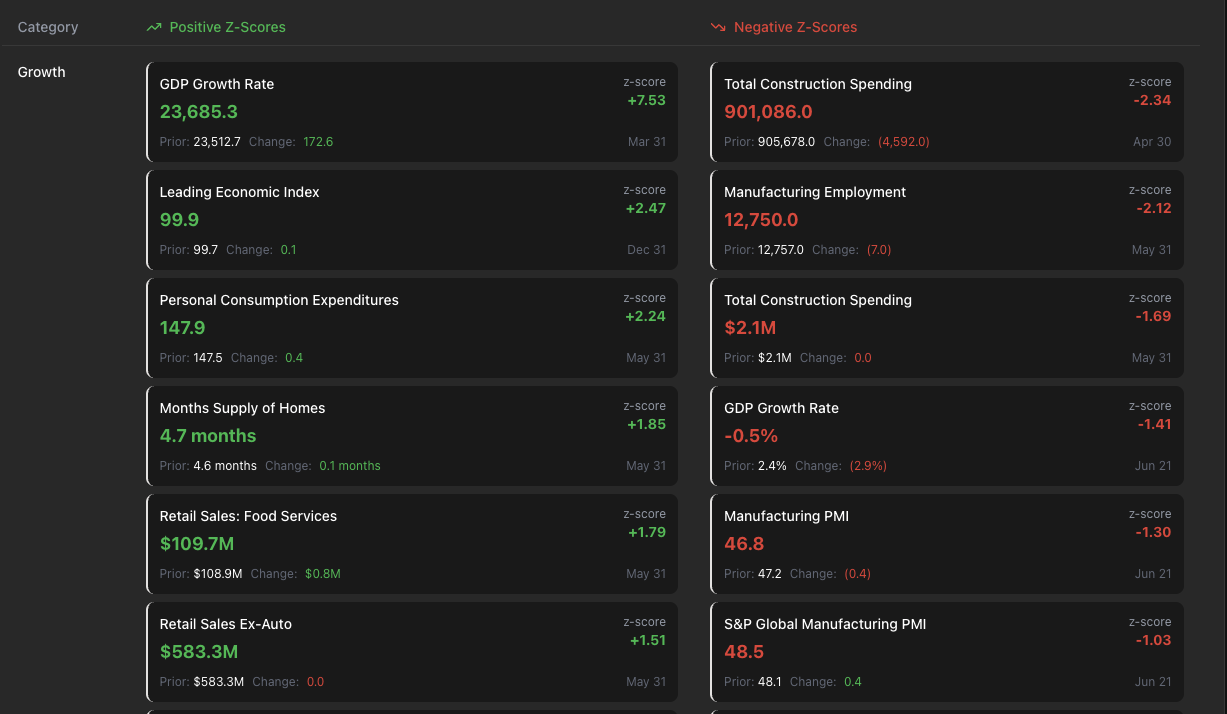 Category
Positive Z-Scores
Negative Z-Scores
Growth
GDP Growth Rate
z-score
23,685.3
+7.53
Prior: 23,512.7 Change: 172.6
Mar 31
Total Construction Spending
z-score
901,086.0
-2.34
Prior: 905,678.0 Change: (4,592.0)
Apr 30
Leading Economic Index
z-score
99.9
+2.47
Prior: 99.7 Change: 0.1
Dec 31
Manufacturing Employment
z-score
12,750.0
-2.12
Prior: 12,757.0 Change: (7.0)
May 31
Personal Consumption Expenditures
z-score
147.9
+2.24
Prior: 147.5 Change: 0.4
May 31
Total Construction Spending
z-score
$2.1M
-1.69
Prior: $2.1M Change: 0.0
May 31
Months Supply of Homes
z-score
4.7 months
+1.85
Prior: 4.6 months Change: 0.1 months
May 31
GDP Growth Rate
z-score
-0.5%
-1.41
Prior: 2.4% Change: (2.9%)
Jun 21
Retail Sales: Food Services
z-score
$109.7M
+1.79
Prior: $108.9M Change: $0.8M
May 31
Manufacturing PMI
z-score
46.8
-1.30
Prior: 47.2 Change: (0.4)
Jun 21
Retail Sales Ex-Auto
z-score
$583.3M
+1.51
Prior: $583.3M Change: 0.0
May 31
S&P Global Manufacturing PMI
z-score
48.5
-1.03
Prior: 48.1 Change: 0.4
Jun 21